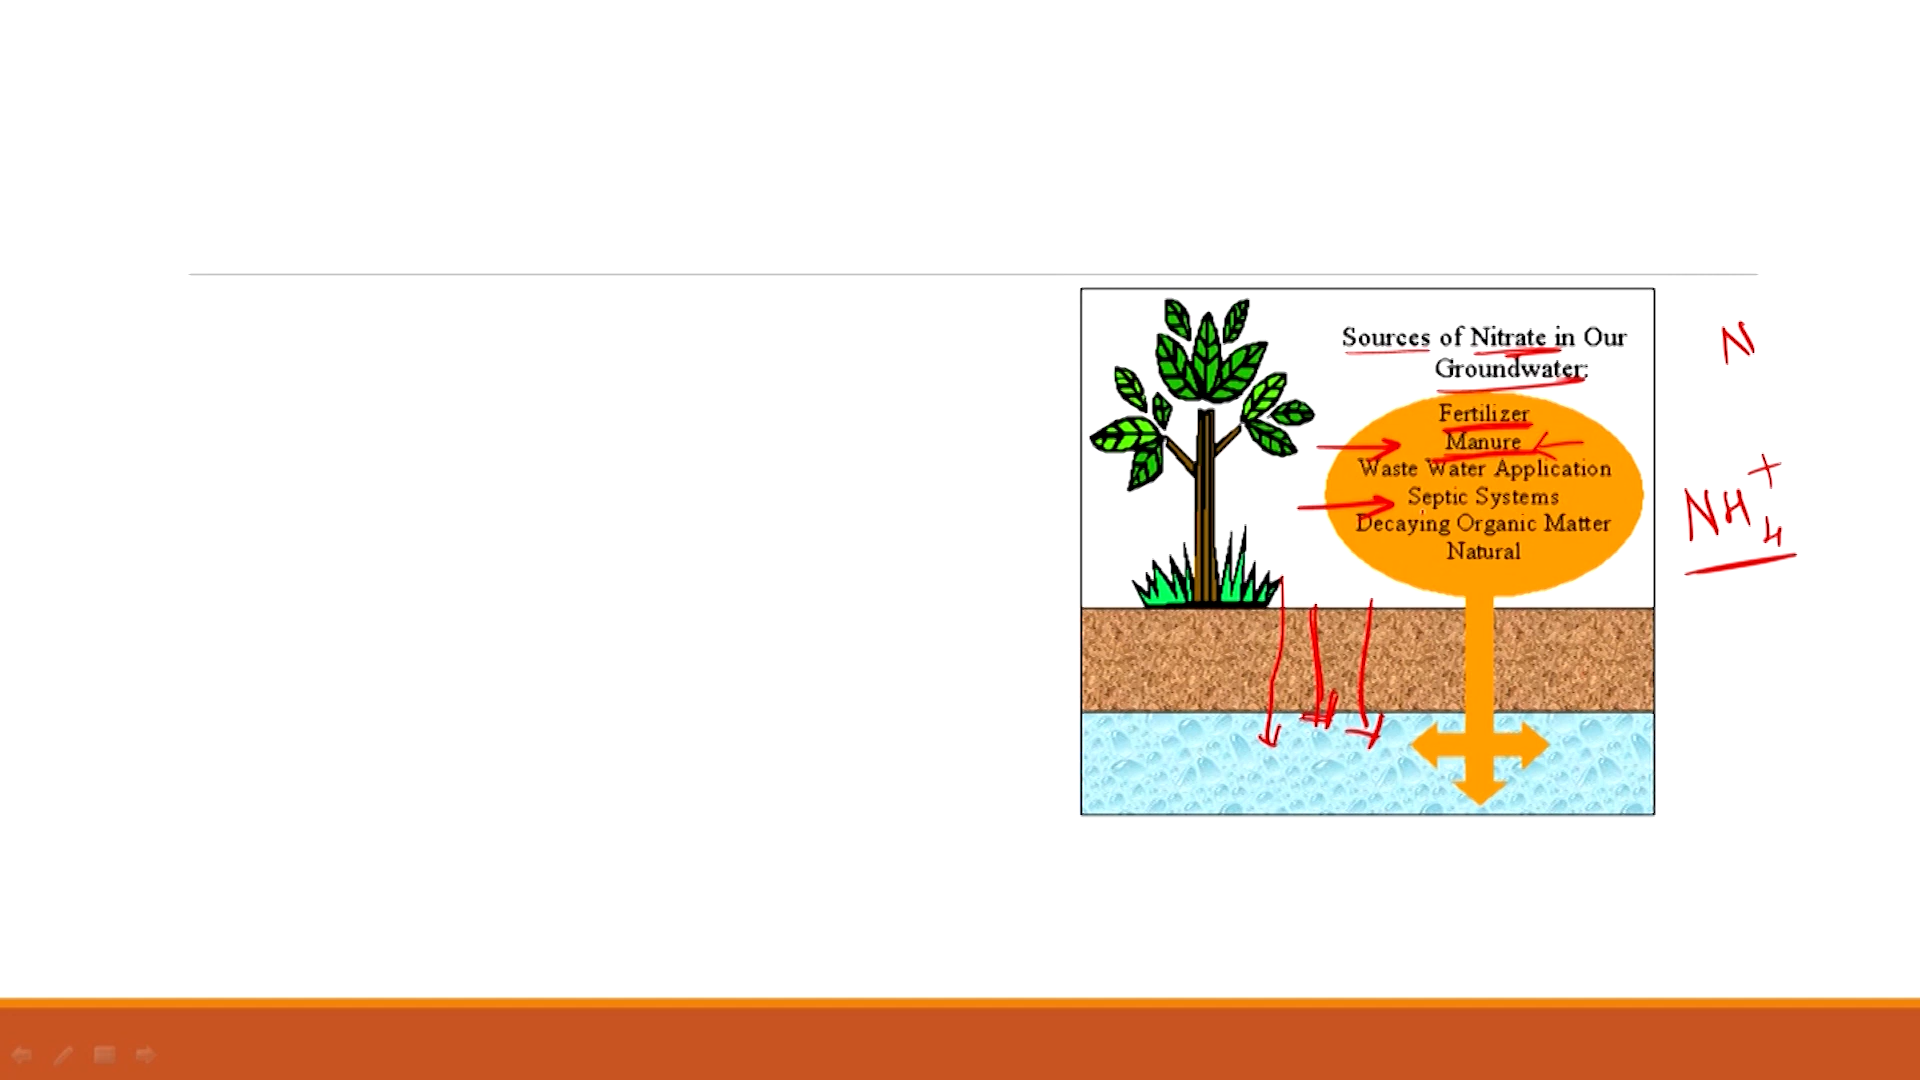 Sources of Nitrate in Our
Groundwater:
Fertilizer
Manure
Waste Water Application
Septic Systems
Decaying Organic Matter
Natural
N
NH4+